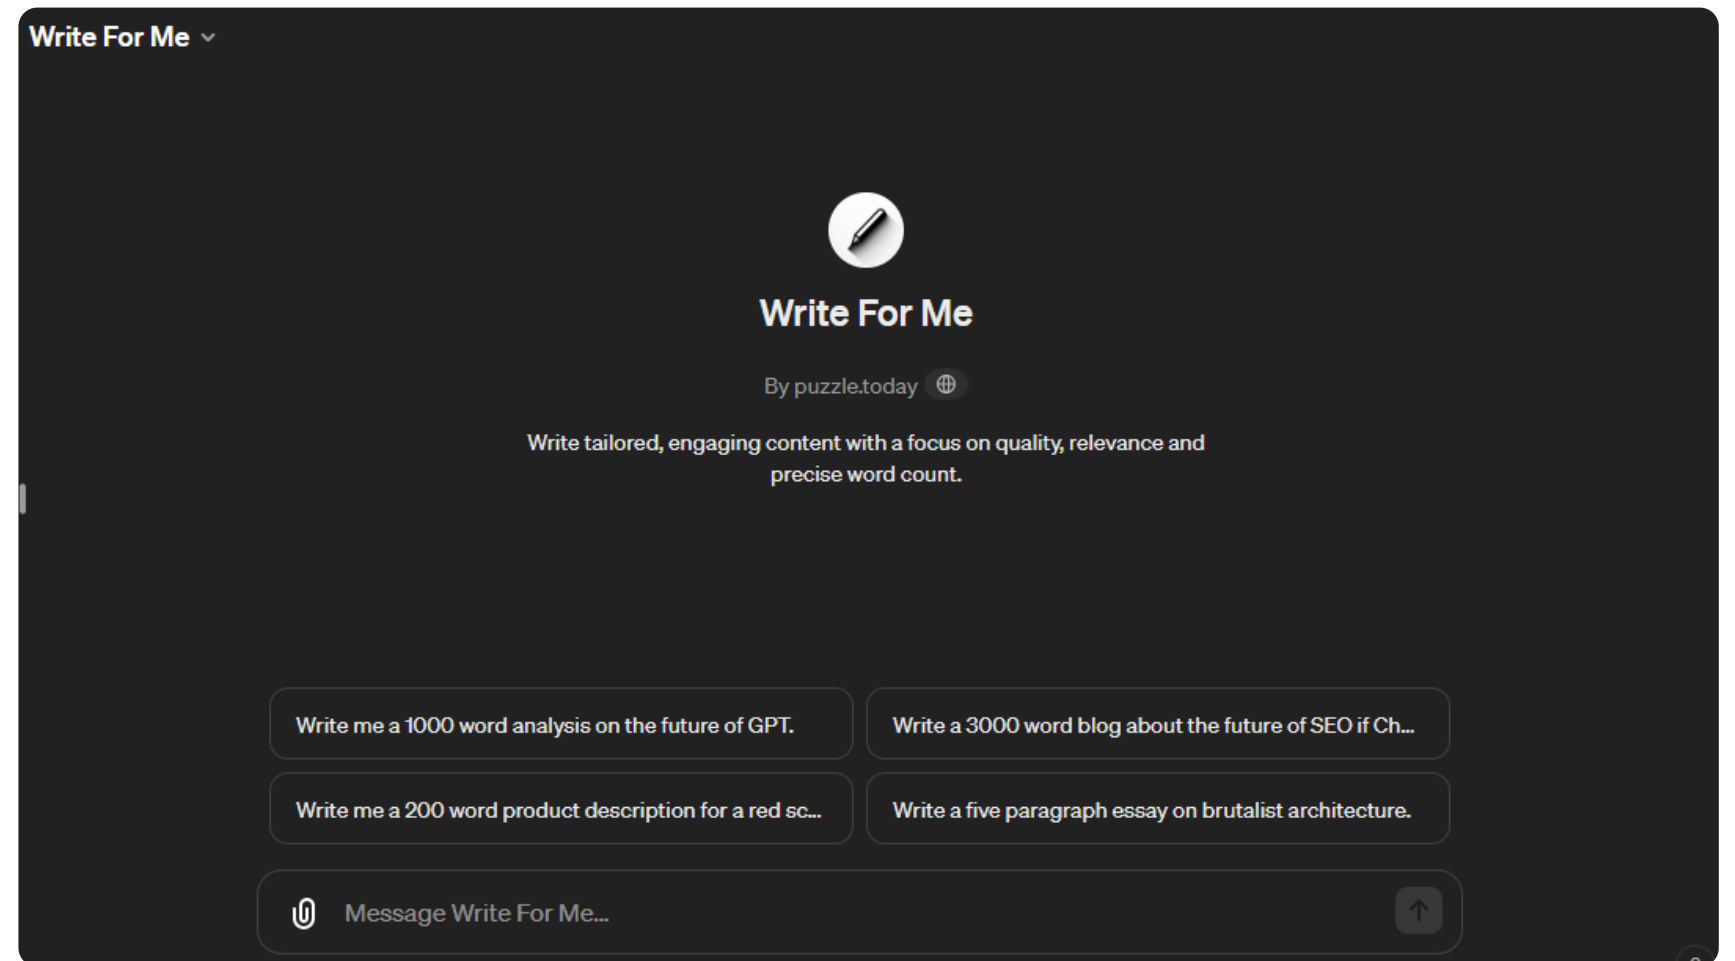 Write For Me
Write For Me
By puzzle.today
Write tailored, engaging content with a focus on quality, relevance and
precise word count.
Write me a 1000 word analysis on the future of GPT.
Write a 3000 word blog about the future of SEO if Ch...
Write me a 200 word product description for a red sc...
Write a five paragraph essay on brutalist architecture.
Message Write For Me...